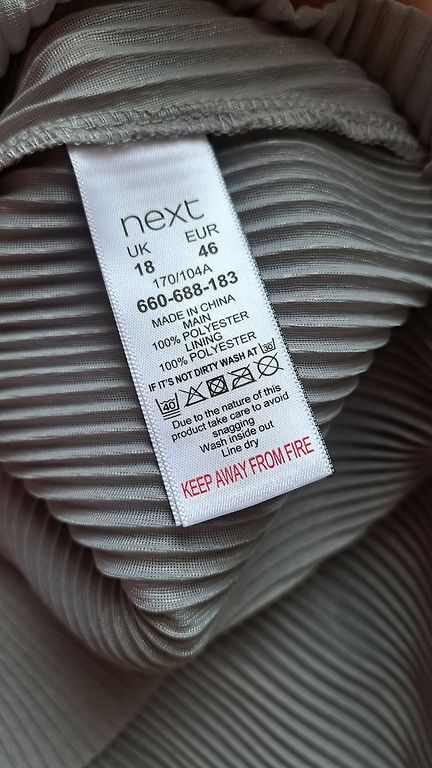 next
UK EUR
18 46
170/104A
660-688-183
MADE IN CHINA
MAIN
100% POLYESTER
LINING
100% POLYESTER
IF IT'S NOT DIRTY WASH AT 30
40
Due to the nature of this
product take care to avoid
snagging
Wash inside out
Line dry
KEEP AWAY FROM FIRE